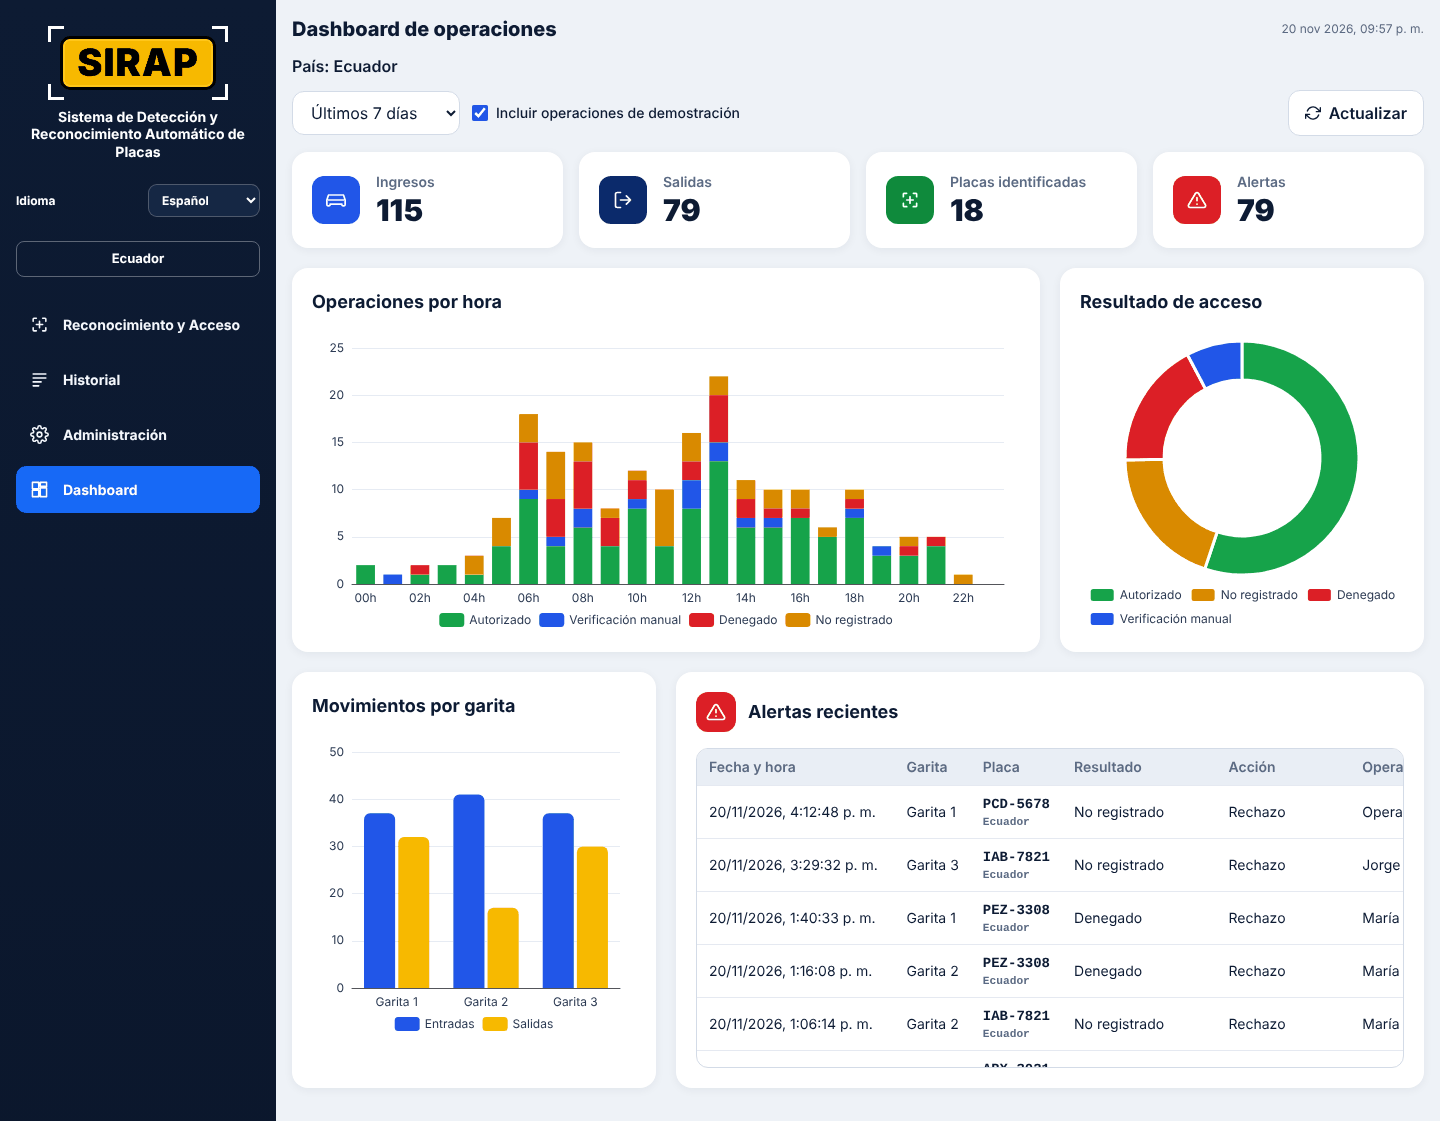 SIRAP
Sistema de Detección y
Reconocimiento Automático de
Placas
Idioma
Español
Ecuador
Reconocimiento y Acceso
Historial
Administración
Dashboard
Dashboard de operaciones
20 nov 2026, 09:57 p. m.
País: Ecuador
Últimos 7 días
Incluir operaciones de demostración
Actualizar
Ingresos
115
Salidas
79
Placas identificadas
18
Alertas
79
Operaciones por hora
25
20
15
10
5
0
00h 02h 04h 06h 08h 10h 12h 14h 16h 18h 20h 22h
Autorizado Verificación manual Denegado No registrado
Resultado de acceso
Autorizado No registrado Denegado
Verificación manual
Movimientos por garita
50
40
30
20
10
0
Garita 1 Garita 2 Garita 3
Entradas Salidas
Alertas recientes
Fecha y hora Garita Placa Resultado Acción Opera
20/11/2026, 4:12:48 p. m. Garita 1 PCD-5678 No registrado Rechazo Opera
Ecuador
20/11/2026, 3:29:32 p. m. Garita 3 IAB-7821 No registrado Rechazo Jorge
Ecuador
20/11/2026, 1:40:33 p. m. Garita 1 PEZ-3308 Denegado Rechazo María
Ecuador
20/11/2026, 1:16:08 p. m. Garita 2 PEZ-3308 Denegado Rechazo María
Ecuador
20/11/2026, 1:06:14 p. m. Garita 2 IAB-7821 No registrado Rechazo María
Ecuador